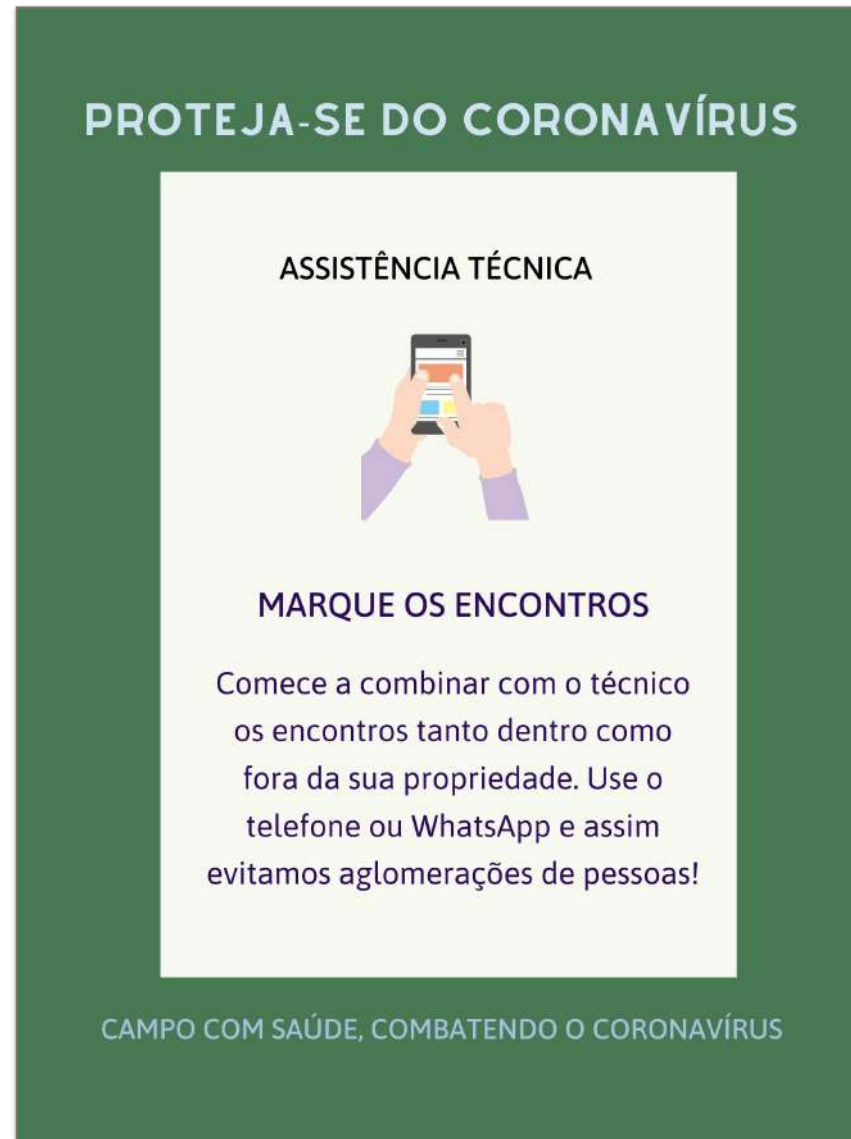 PROTEJA-SE DO CORONAVÍRUS
ASSISTÊNCIA TÉCNICA
MARQUE OS ENCONTROS
Comece a combinar com o técnico
os encontros tanto dentro como
fora da sua propriedade. Use o
telefone ou WhatsApp e assim
evitamos aglomerações de pessoas!
CAMPO COM SAÚDE, COMBATENDO O CORONAVÍRUS